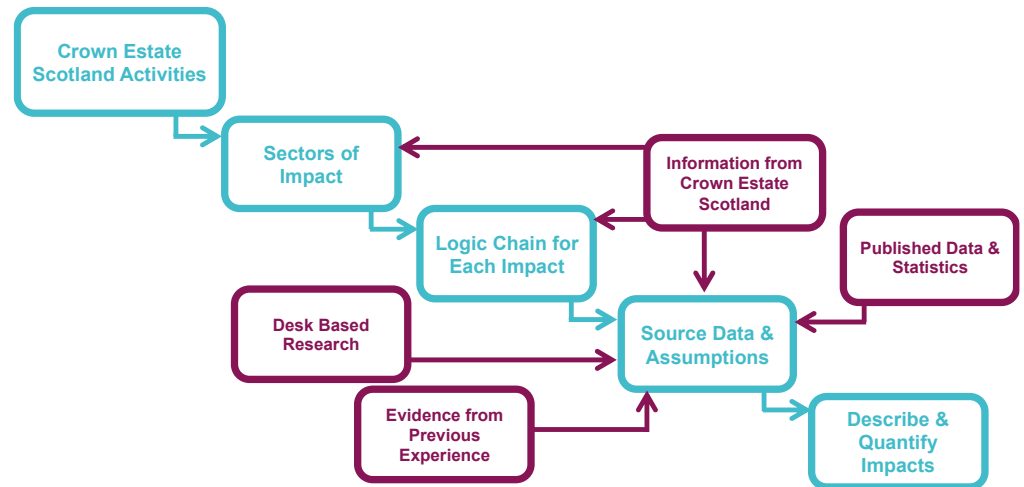 Crown Estate
Scotland Activities
Sectors of
Impact
Information from
Crown Estate
Scotland
Logic Chain for
Each Impact
Published Data &
Statistics
Desk Based
Research
Source Data &
Assumptions
Evidence from
Previous
Experience
Describe &
Quantify
Impacts